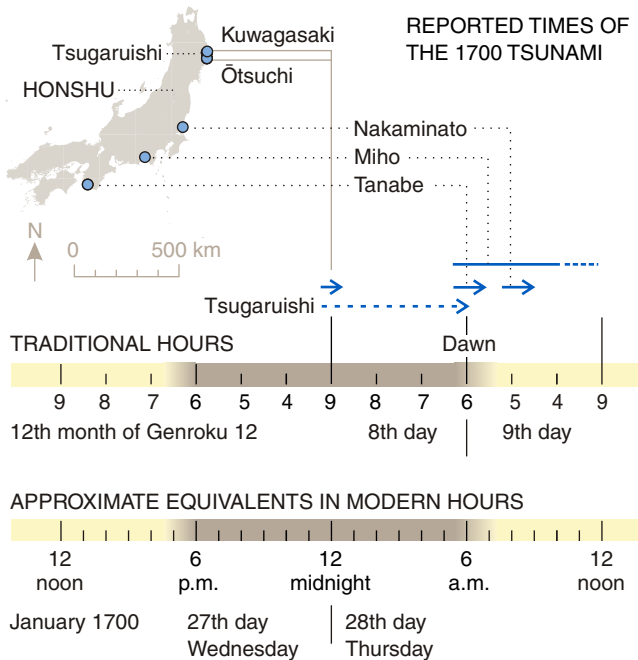 REPORTED TIMES OF
THE 1700 TSUNAMI
Kuwagasaki
Tsugaruishi
Ōtsuchi
HONSHU
Nakaminato
Miho
Tanabe
N
0 500 km
Tsugaruishi
TRADITIONAL HOURS Dawn
9 8 7 6 5 4 9 8 7 6 5 4 9
12th month of Genroku 12 8th day 9th day
APPROXIMATE EQUIVALENTS IN MODERN HOURS
12 6 12 6 12
noon p.m. midnight a.m. noon
January 1700 27th day 28th day
Wednesday Thursday